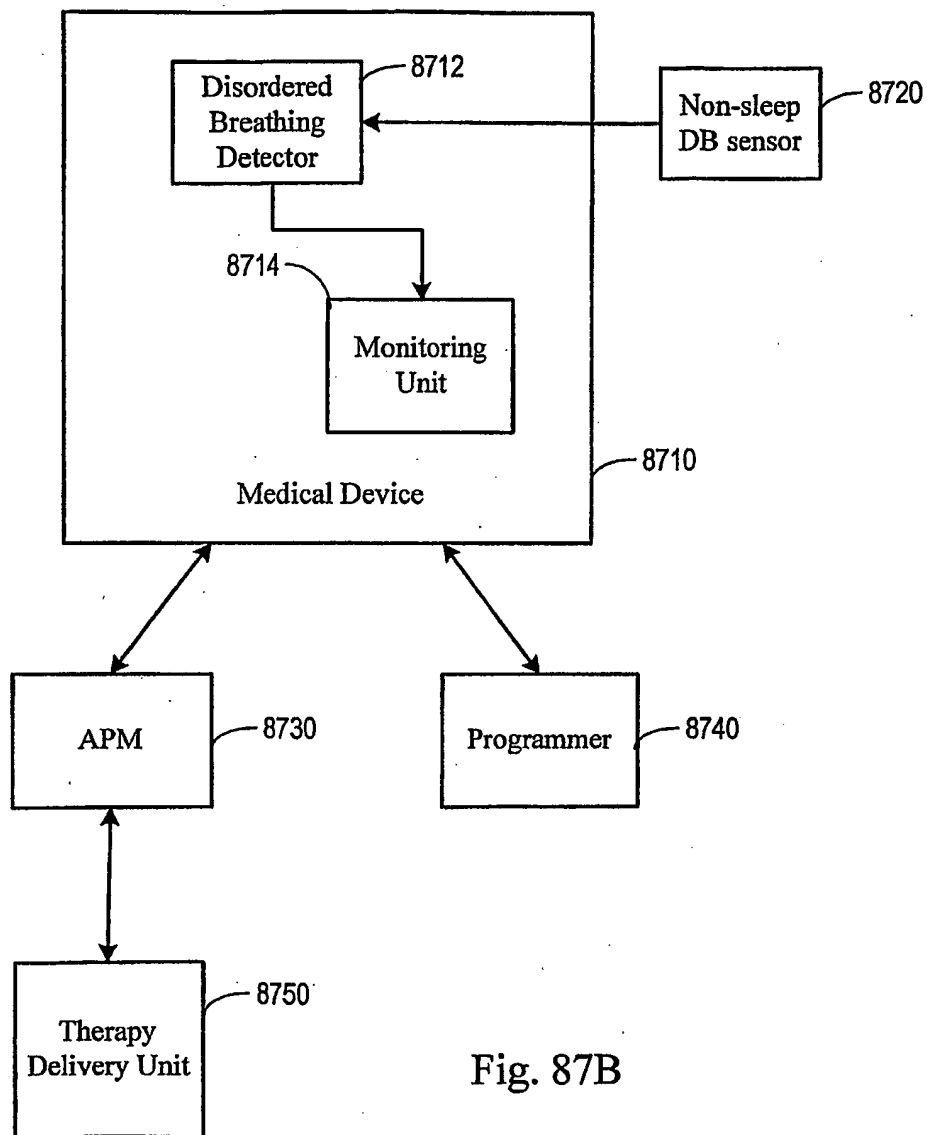 Disordered
Breathing
Detector
8712
Non-sleep
DB sensor
8720
8714
Monitoring
Unit
8710
Medical Device
APM
8730
Programmer
8740
Therapy
Delivery Unit
8750
Fig. 87B